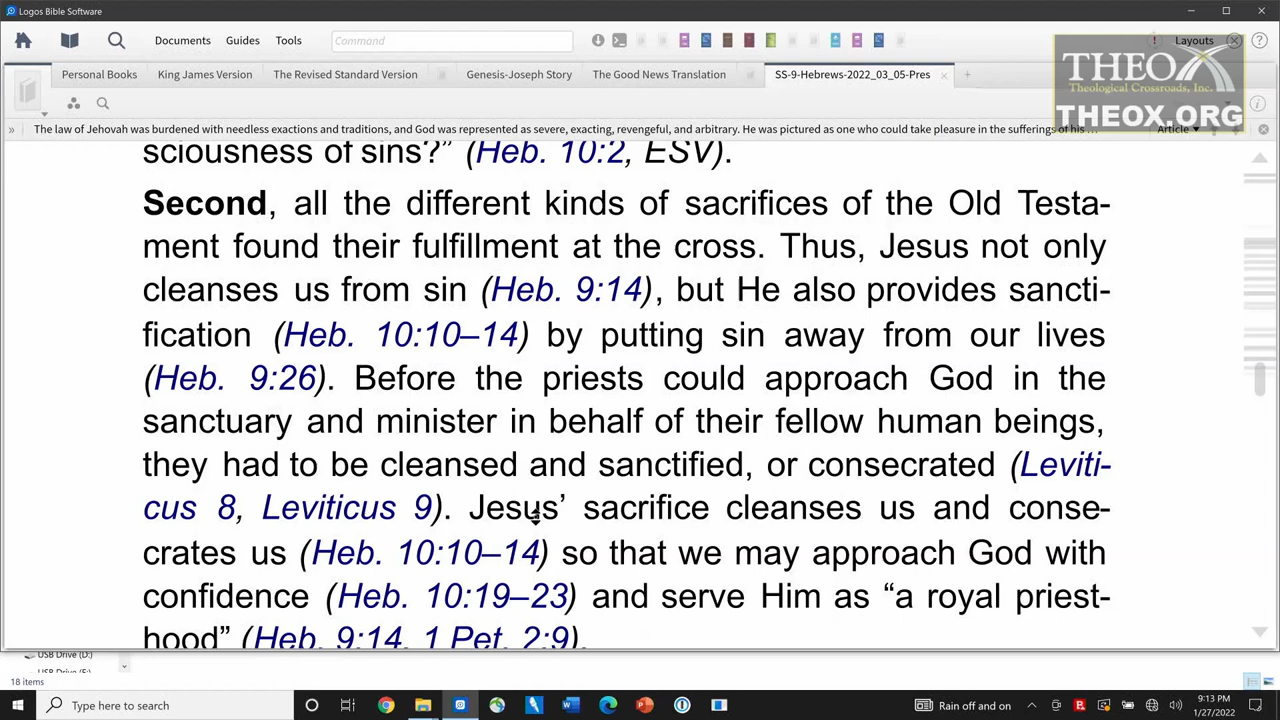 Logos Bible Software
Documents Guides Tools Command Layouts
THEOX
Theological Crossroads, Inc.
THEOX.ORG
Personal Books King James Version The Revised Standard Version Genesis-Joseph Story The Good News Translation SS-9-Hebrews-2022_03_05-Pres
The law of Jehovah was burdened with needless exactions and traditions, and God was represented as severe, exacting, revengeful, and arbitrary. He was pictured as one who could take pleasure in the sufferings of his ... Article
sciousness of sins?” (Heb. 10:2, ESV).
Second, all the different kinds of sacrifices of the Old Testa-
ment found their fulfillment at the cross. Thus, Jesus not only
cleanses us from sin (Heb. 9:14), but He also provides sancti-
fication (Heb. 10:10–14) by putting sin away from our lives
(Heb. 9:26). Before the priests could approach God in the
sanctuary and minister in behalf of their fellow human beings,
they had to be cleansed and sanctified, or consecrated (Leviti-
cus 8, Leviticus 9). Jesus’ sacrifice cleanses us and conse-
crates us (Heb. 10:10–14) so that we may approach God with
confidence (Heb. 10:19–23) and serve Him as “a royal priest-
hood” (Heb. 9:14, 1 Pet. 2:9).
USB Drive (D:)
18 items
Type here to search
Rain off and on
9:13 PM
1/27/2022